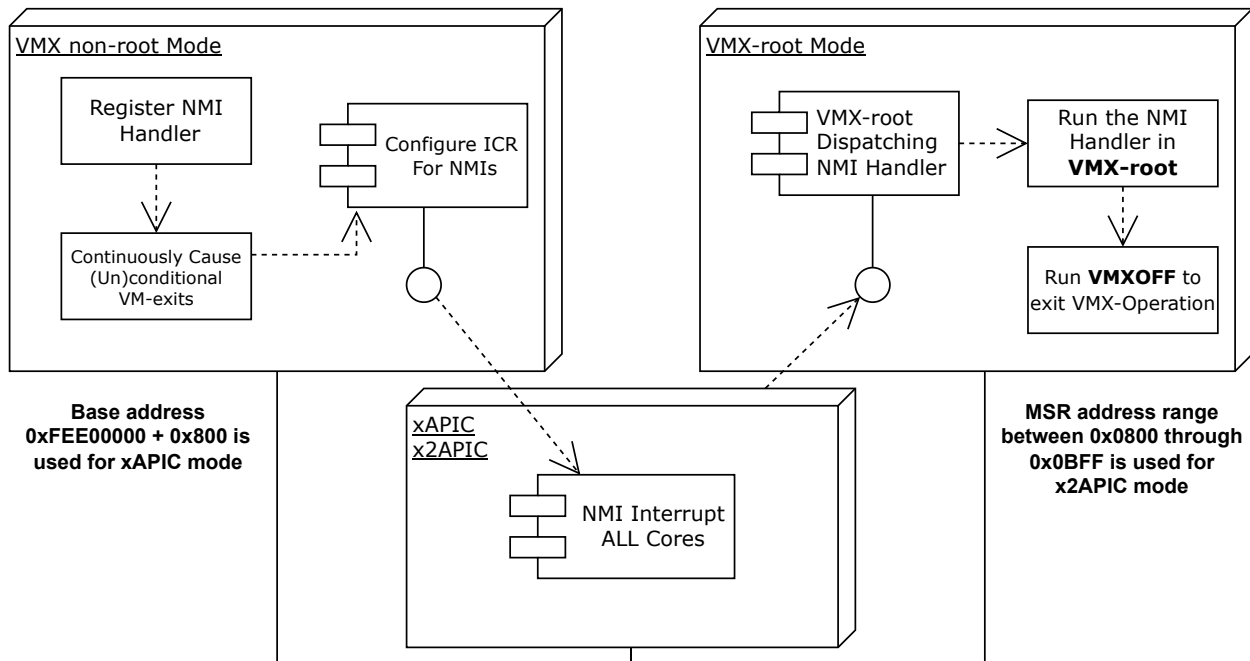 VMX non-root Mode
Register NMI
Handler
Continuously Cause
(Un)conditional
VM-exits
Configure ICR
For NMIs
VMX-root Mode
VMX-root
Dispatching
NMI Handler
Run the NMI
Handler in
VMX-root
Run VMXOFF to
exit VMX-Operation
Base address
0xFEE00000 + 0x800 is
used for xAPIC mode
xAPIC
x2APIC
NMI Interrupt
ALL Cores
MSR address range
between 0x0800 through
0x0BFF is used for
x2APIC mode